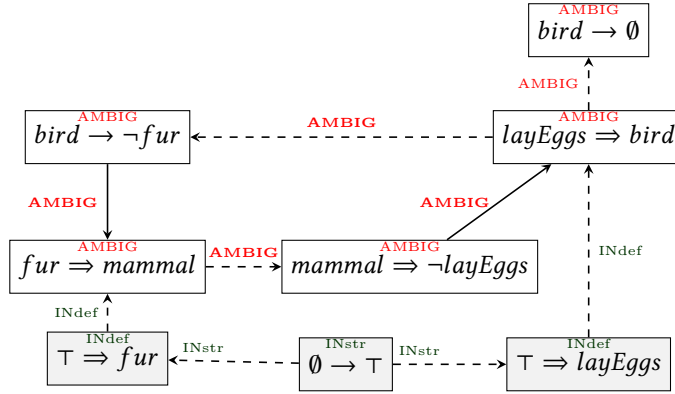 AMBIG
bird → ∅
AMBIG
AMBIG
bird → ¬fur
AMBIG
AMBIG
layEggs ⇒ bird
AMBIG
AMBIG
AMBIG
fur ⇒ mammal
AMBIG
AMBIG
mammal ⇒ ¬layEggs
INdef
INdef
INdef
⊤ ⇒ fur
INstr
INstr
∅ → ⊤
INstr
INdef
⊤ ⇒ layEggs